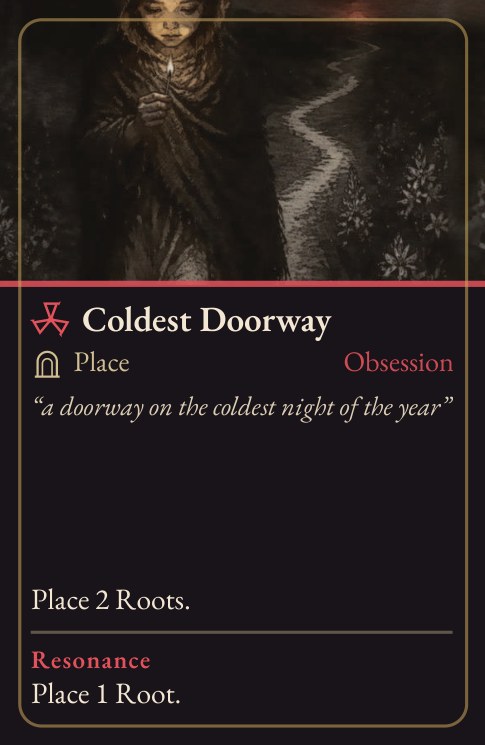 Coldest Doorway
Place Obsession
“a doorway on the coldest night of the year”
Place 2 Roots.
Resonance
Place 1 Root.